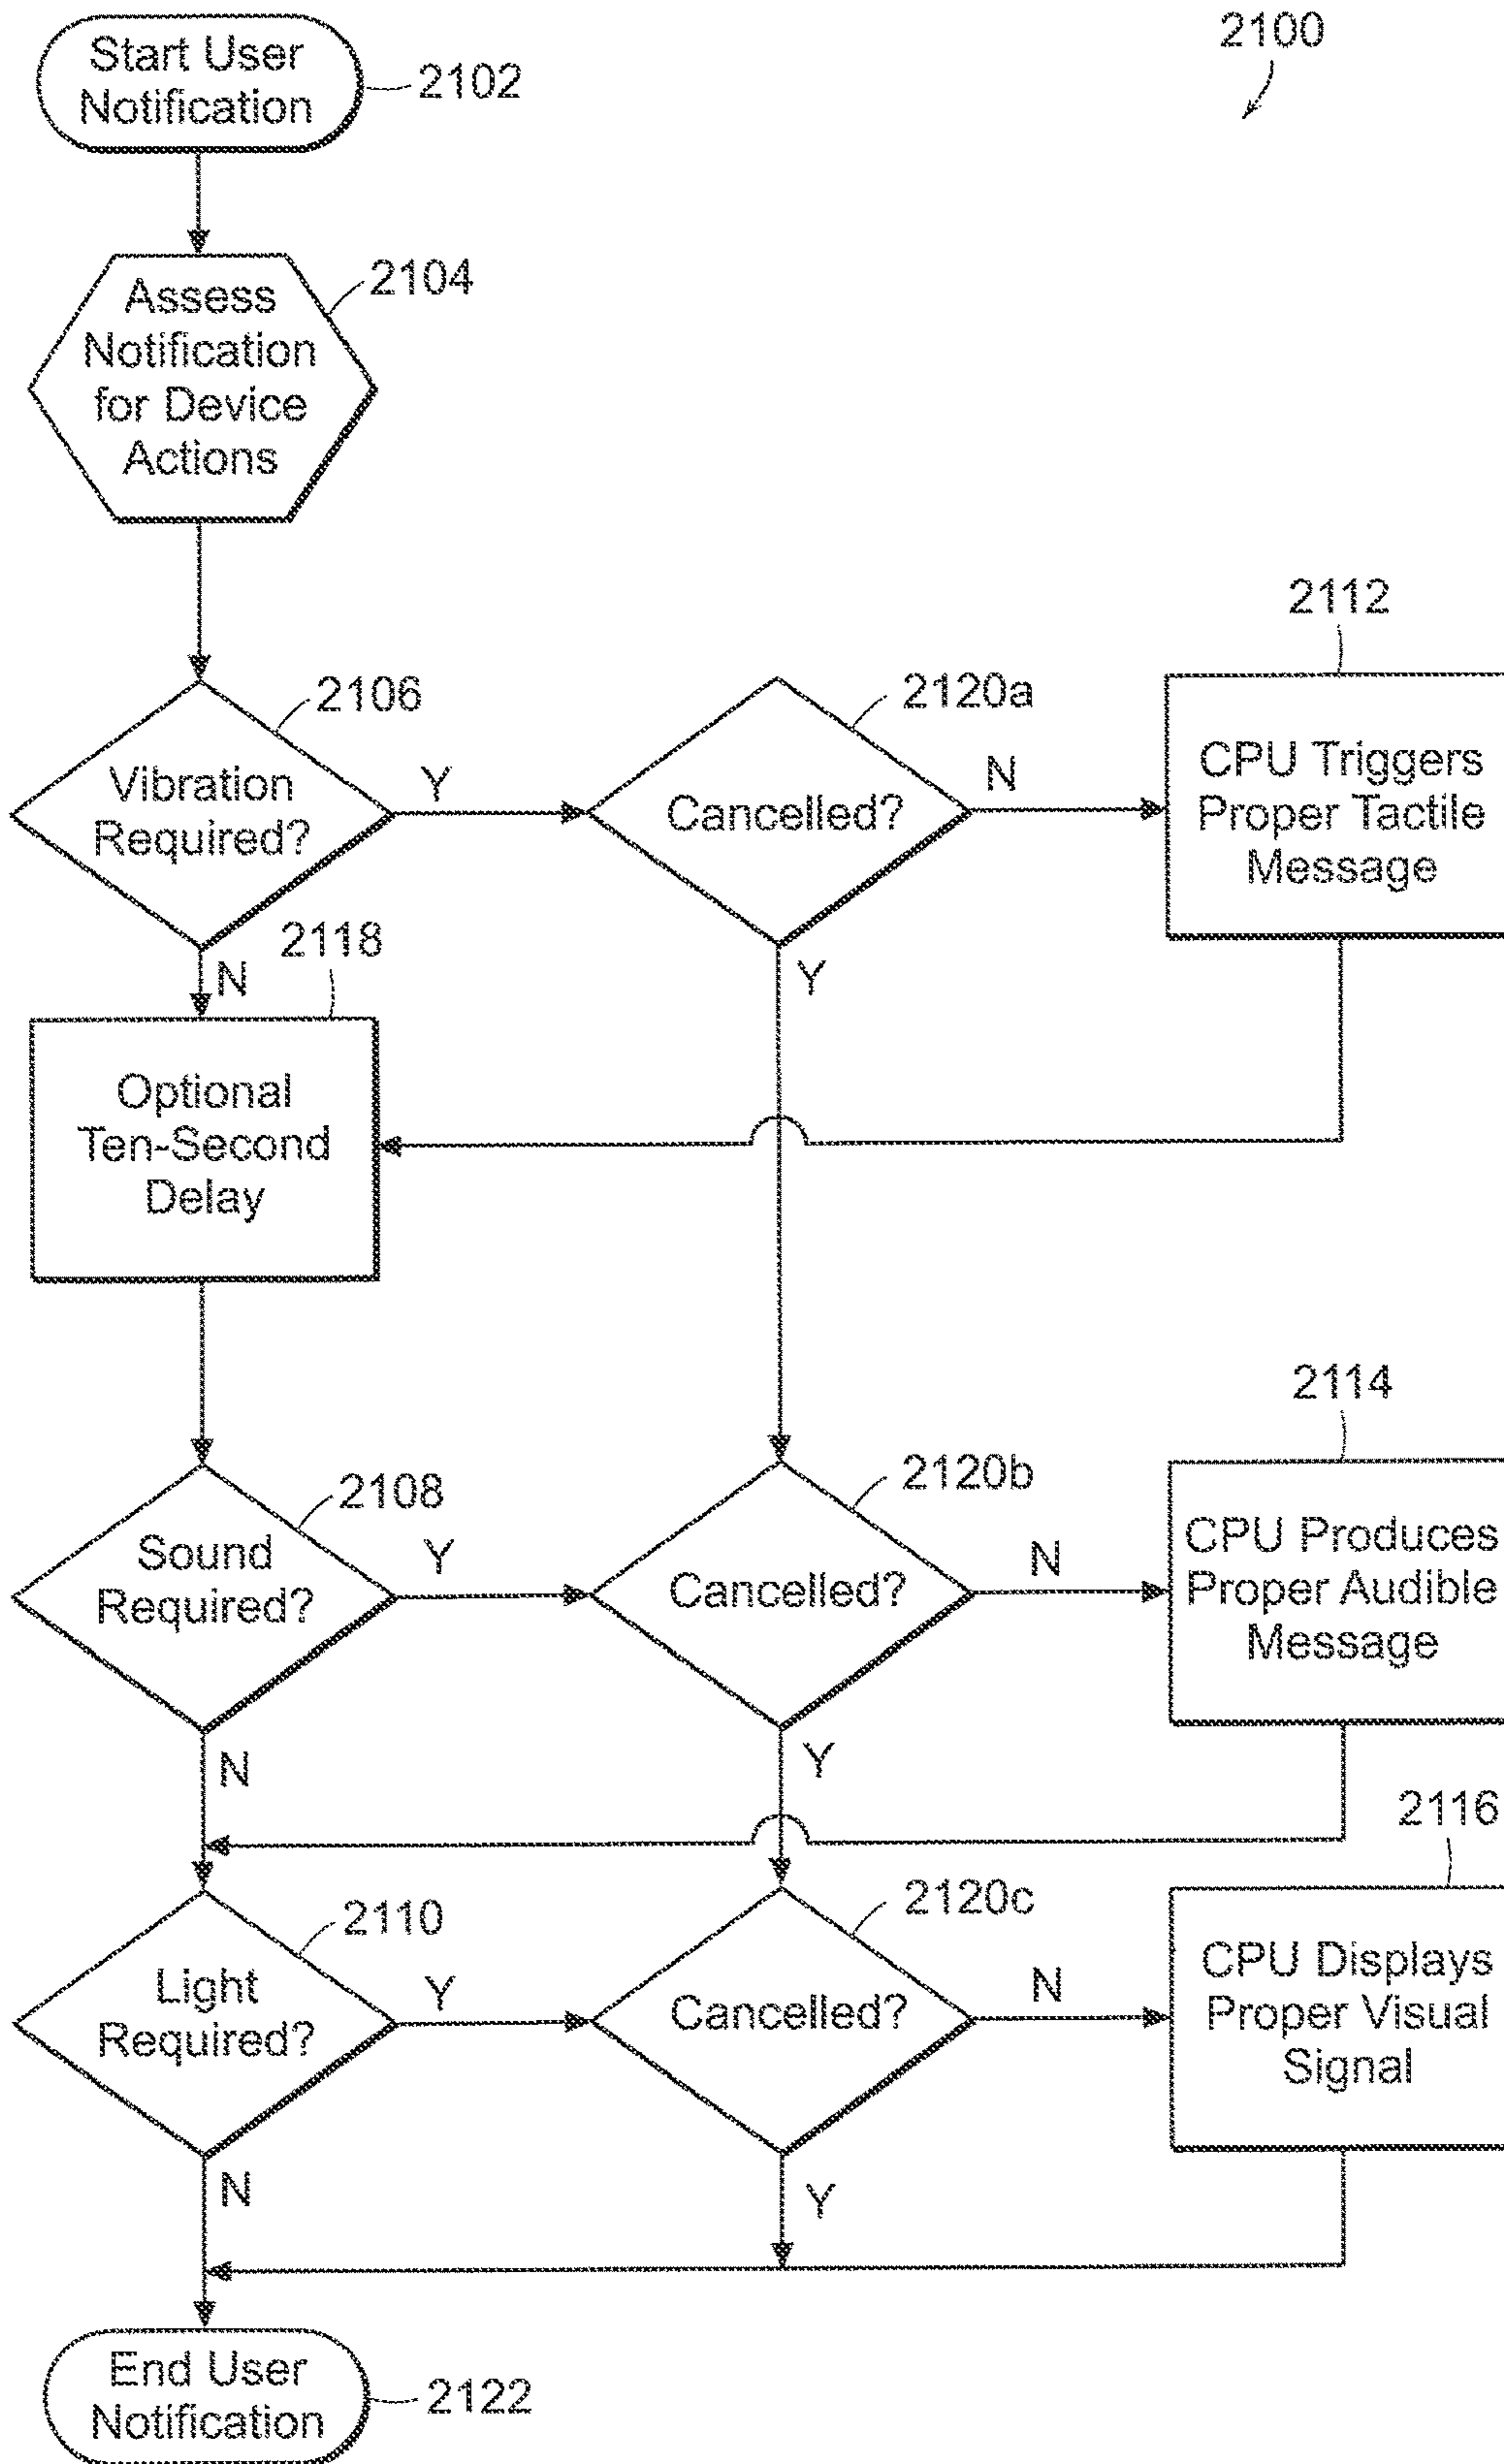 2100
Start User
Notification
2102
Assess
Notification
for Device
Actions
2104
2106
Vibration
Required?
Y
N
2120a
Cancelled?
N
Y
2112
CPU Triggers
Proper Tactile
Message
2118
Optional
Ten-Second
Delay
2108
Sound
Required?
Y
N
2120b
Cancelled?
N
Y
2114
CPU Produces
Proper Audible
Message
2110
Light
Required?
Y
N
2120c
Cancelled?
N
Y
2116
CPU Displays
Proper Visual
Signal
End User
Notification
2122